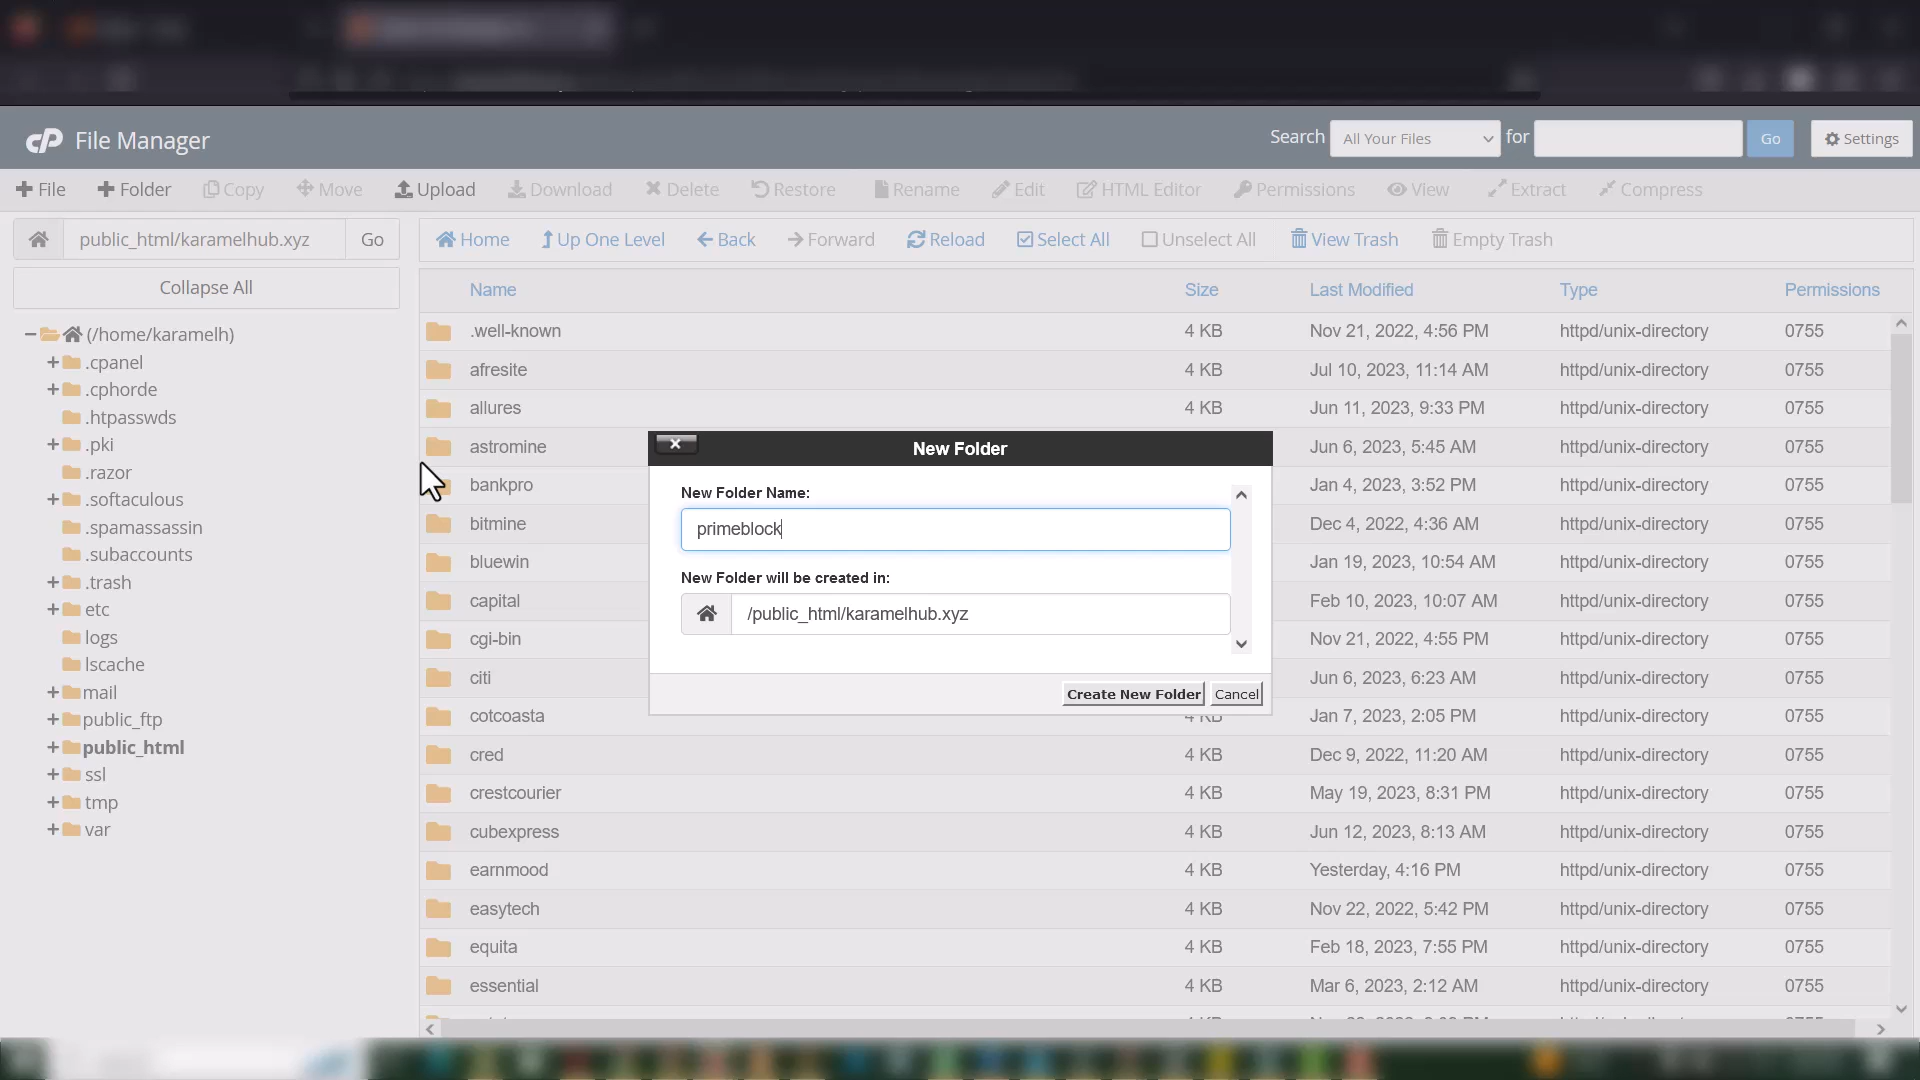 cP File Manager
Search All Your Files for Go Settings
File Folder Copy Move Upload Download Delete Restore Rename Edit HTML Editor Permissions View Extract Compress
public_html/karamelhub.xyz Go
Home Up One Level Back Forward Reload Select All Unselect All View Trash Empty Trash
Collapse All
(/home/karamelh)
.cpanel
.cphorde
.htpasswds
.pki
.razor
.softaculous
.spamassassin
.subaccounts
.trash
etc
logs
lscache
mail
public_ftp
public_html
ssl
tmp
var
Name Size Last Modified Type Permissions
.well-known 4 KB Nov 21, 2022, 4:56 PM httpd/unix-directory 0755
afresite 4 KB Jul 10, 2023, 11:14 AM httpd/unix-directory 0755
allures 4 KB Jun 11, 2023, 9:33 PM httpd/unix-directory 0755
astromine Jun 6, 2023, 5:45 AM httpd/unix-directory 0755
bankpro Jan 4, 2023, 3:52 PM httpd/unix-directory 0755
bitmine Dec 4, 2022, 4:36 AM httpd/unix-directory 0755
bluewin Jan 19, 2023, 10:54 AM httpd/unix-directory 0755
capital Feb 10, 2023, 10:07 AM httpd/unix-directory 0755
cgi-bin Nov 21, 2022, 4:55 PM httpd/unix-directory 0755
citi Jun 6, 2023, 6:23 AM httpd/unix-directory 0755
cotcoasta 4 KB Jan 7, 2023, 2:05 PM httpd/unix-directory 0755
cred 4 KB Dec 9, 2022, 11:20 AM httpd/unix-directory 0755
crestcourier 4 KB May 19, 2023, 8:31 PM httpd/unix-directory 0755
cubexpress 4 KB Jun 12, 2023, 8:13 AM httpd/unix-directory 0755
earnmood 4 KB Yesterday, 4:16 PM httpd/unix-directory 0755
easytech 4 KB Nov 22, 2022, 5:42 PM httpd/unix-directory 0755
equita 4 KB Feb 18, 2023, 7:55 PM httpd/unix-directory 0755
essential 4 KB Mar 6, 2023, 2:12 AM httpd/unix-directory 0755
New Folder
New Folder Name:
primeblock
New Folder will be created in:
/public_html/karamelhub.xyz
Create New Folder Cancel